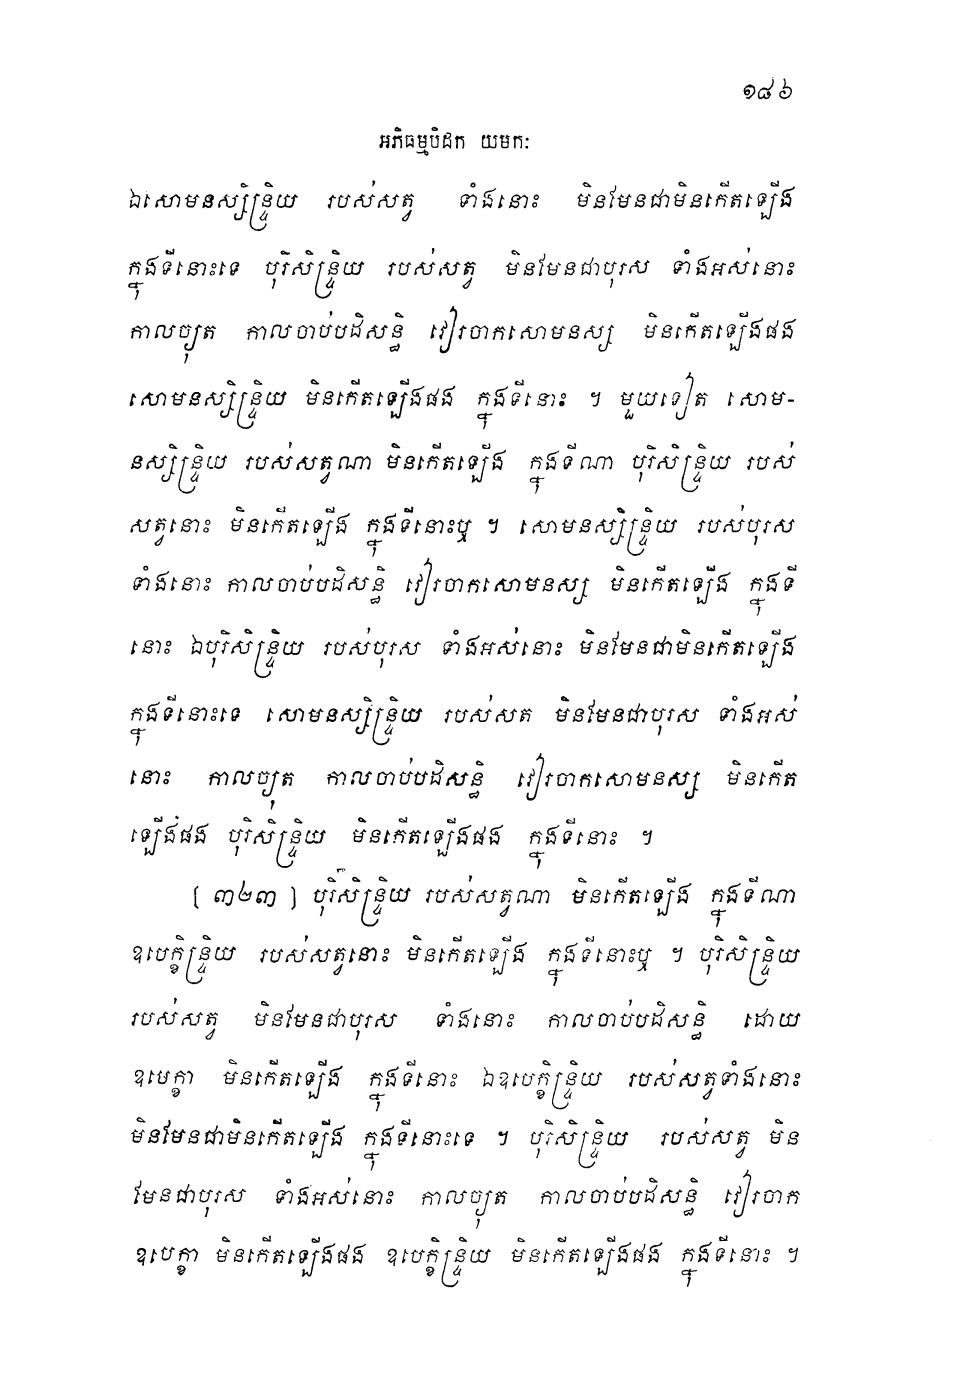 ១៨៦
អភិធម្មបិដក យមក:
ឯសោមនស្សិន្ទ្រិយ របស់សត្វ ទាំងនោះ មិនមែនជាមិនកើតឡើង
ក្នុងទីនោះទេ បុរិសិន្ទ្រិយ របស់សត្វ មិនមែនជាបុរស ទាំងអស់នោះ
កាលច្យុត កាលចាប់បដិសន្ធិ វៀរចាកសោមនស្ស មិនកើតឡើងផង
សោមនស្សិន្ទ្រិយ មិនកើតឡើងផង ក្នុងទីនោះ ។ មួយទៀត សោម-
នស្សិន្ទ្រិយ របស់សត្វណា មិនកើតឡើង ក្នុងទីណា បុរិសិន្ទ្រិយ របស់
សត្វនោះ មិនកើតឡើង ក្នុងទីនោះឬ ។ សោមនស្សិន្ទ្រិយ របស់បុរស
ទាំងនោះ កាលចាប់បដិសន្ធិ វៀរចាកសោមនស្ស មិនកើតឡើង ក្នុងទី
នោះ ឯបុរិសិន្ទ្រិយ របស់បុរស ទាំងអស់នោះ មិនមែនជាមិនកើតឡើង
ក្នុងទីនោះទេ សោមនស្សិន្ទ្រិយ របស់សត មិនមែនជាបុរស ទាំងអស់
នោះ កាលច្យុត កាលចាប់បដិសន្ធិ វៀរចាកសោមនស្ស មិនកើត
ឡើងផង បុរិសិន្ទ្រិយ មិនកើតឡើងផង ក្នុងទីនោះ ។
[ ៣២៣ ] បុរិសិន្ទ្រិយ របស់សត្វណា មិនកើតឡើង ក្នុងទីណា
ឧបេក្ខិន្ទ្រិយ របស់សត្វនោះ មិនកើតឡើង ក្នុងទីនោះឬ ។ បុរិសិន្ទ្រិយ
របស់សត្វ មិនមែនជាបុរស ទាំងនោះ កាលចាប់បដិសន្ធិ ដោយ
ឧបេក្ខា មិនកើតឡើង ក្នុងទីនោះ ឯឧបេក្ខិន្ទ្រិយ របស់សត្វទាំងនោះ
មិនមែនជាមិនកើតឡើង ក្នុងទីនោះទេ ។ បុរិសិន្ទ្រិយ របស់សត្វ មិន
មែនជាបុរស ទាំងអស់នោះ កាលច្យុត កាលចាប់បដិសន្ធិ វៀរចាក
ឧបេក្ខា មិនកើតឡើងផង ឧបេក្ខិន្ទ្រិយ មិនកើតឡើងផង ក្នុងទីនោះ ។